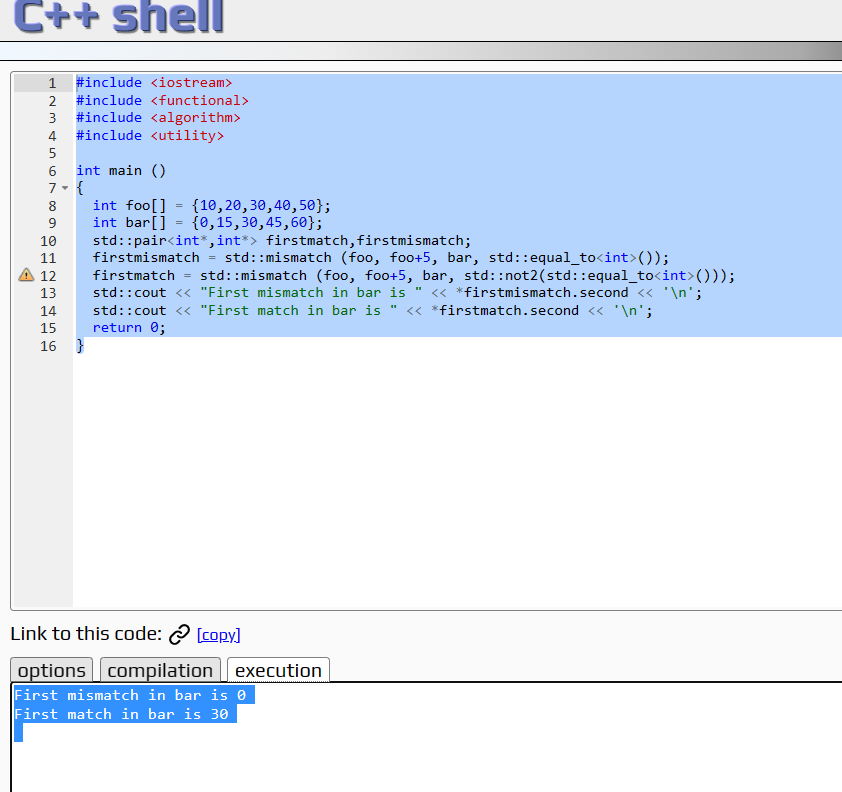 C++ shell
1 #include <iostream>
2 #include <functional>
3 #include <algorithm>
4 #include <utility>
5
6 int main ()
7 {
8   int foo[] = {10,20,30,40,50};
9   int bar[] = {0,15,30,45,60};
10   std::pair<int*,int*> firstmatch,firstmismatch;
11   firstmismatch = std::mismatch (foo, foo+5, bar, std::equal_to<int>());
12   firstmatch = std::mismatch (foo, foo+5, bar, std::not2(std::equal_to<int>()));
13   std::cout << "First mismatch in bar is " << *firstmismatch.second << '\n';
14   std::cout << "First match in bar is " << *firstmatch.second << '\n';
15   return 0;
16 }
Link to this code: [copy]
options compilation execution
First mismatch in bar is 0
First match in bar is 30